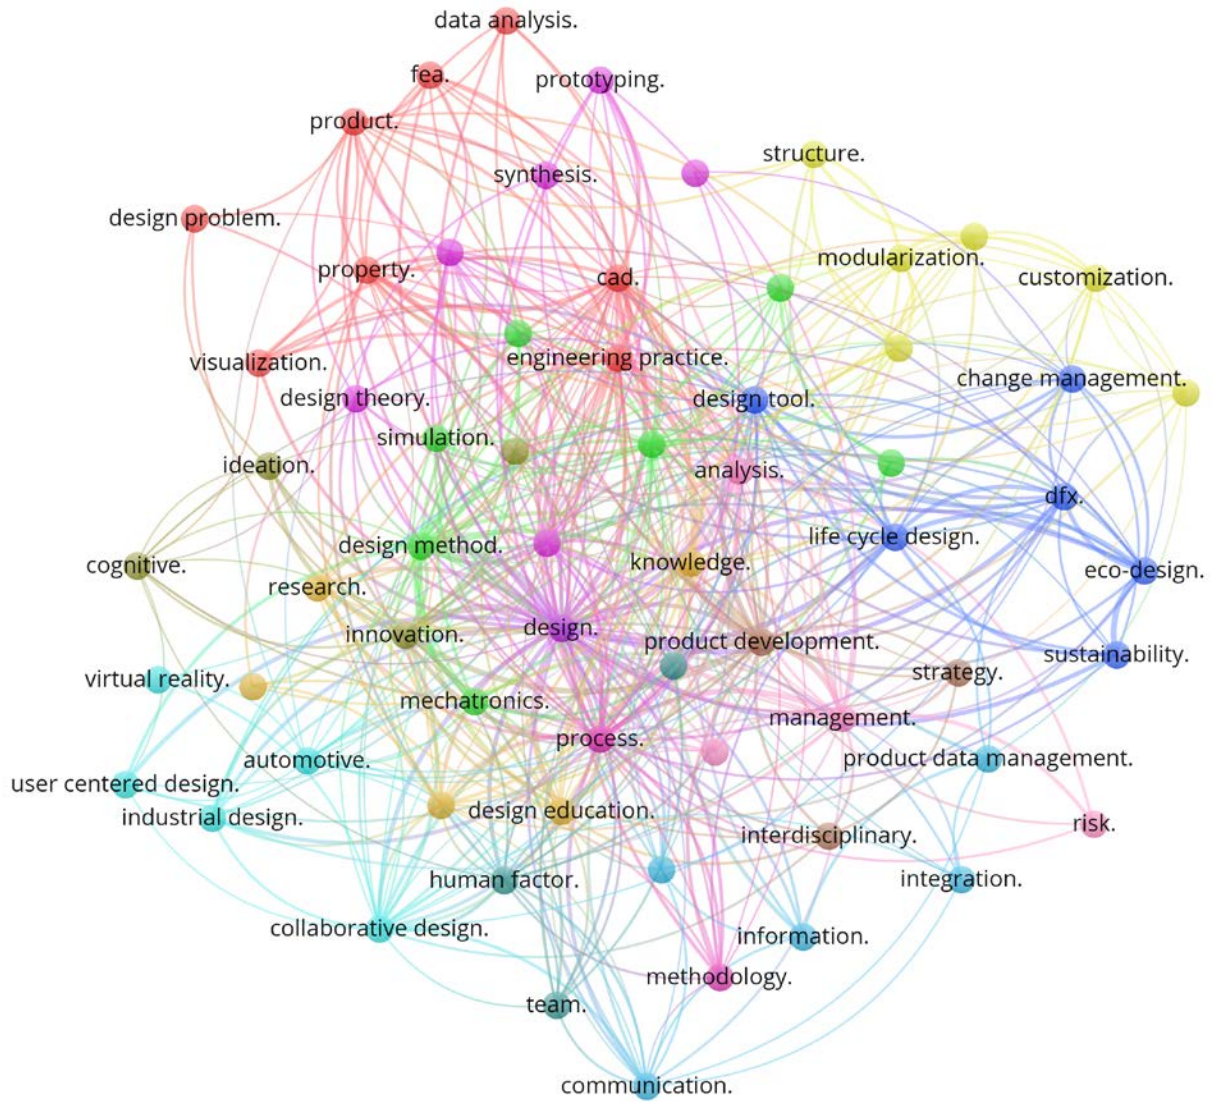 data analysis.
fea.
prototyping.
product.
structure.
synthesis.
design problem.
modularization.
property.
cad.
customization.
visualization.
engineering practice.
change management.
design theory.
design tool.
simulation.
ideation.
analysis.
dfx.
life cycle design.
design method.
cognitive.
knowledge.
eco-design.
research.
innovation.
design.
product development.
sustainability.
virtual reality.
strategy.
mechatronics.
management.
process.
automotive.
product data management.
user centered design.
industrial design.
design education.
risk.
interdisciplinary.
human factor.
integration.
collaborative design.
information.
methodology.
team.
communication.